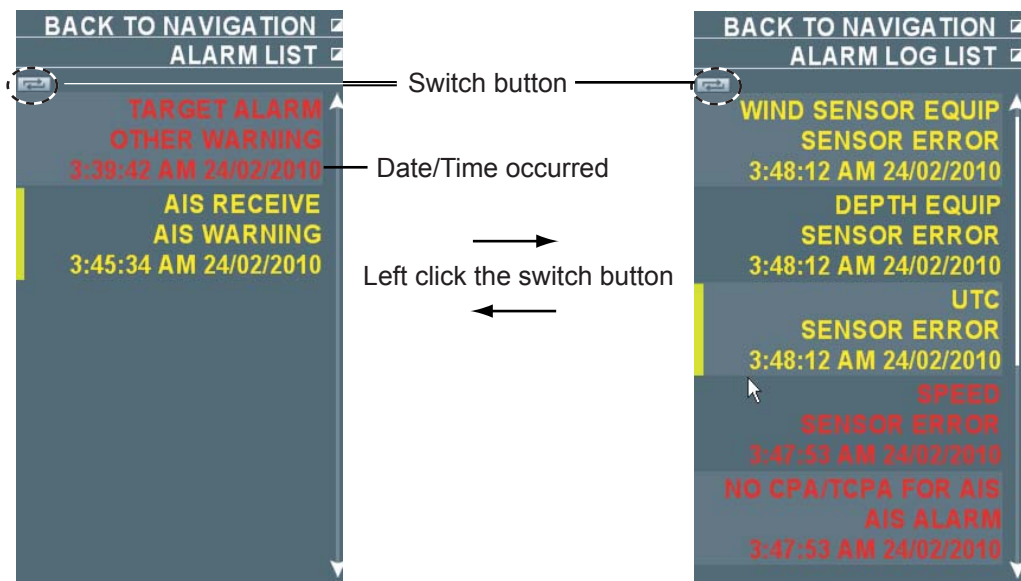 BACK TO NAVIGATION
ALARM LIST
TARGET ALARM
OTHER WARNING
3:39:42 AM 24/02/2010
AIS RECEIVE
AIS WARNING
3:45:34 AM 24/02/2010
Switch button
Date/Time occurred
Left click the switch button
BACK TO NAVIGATION
ALARM LOG LIST
WIND SENSOR EQUIP
SENSOR ERROR
3:48:12 AM 24/02/2010
DEPTH EQUIP
SENSOR ERROR
3:48:12 AM 24/02/2010
UTC
SENSOR ERROR
3:48:12 AM 24/02/2010
SPEED
SENSOR ERROR
3:47:53 AM 24/02/2010
NO CPA/TCPA FOR AIS
AIS ALARM
3:47:53 AM 24/02/2010